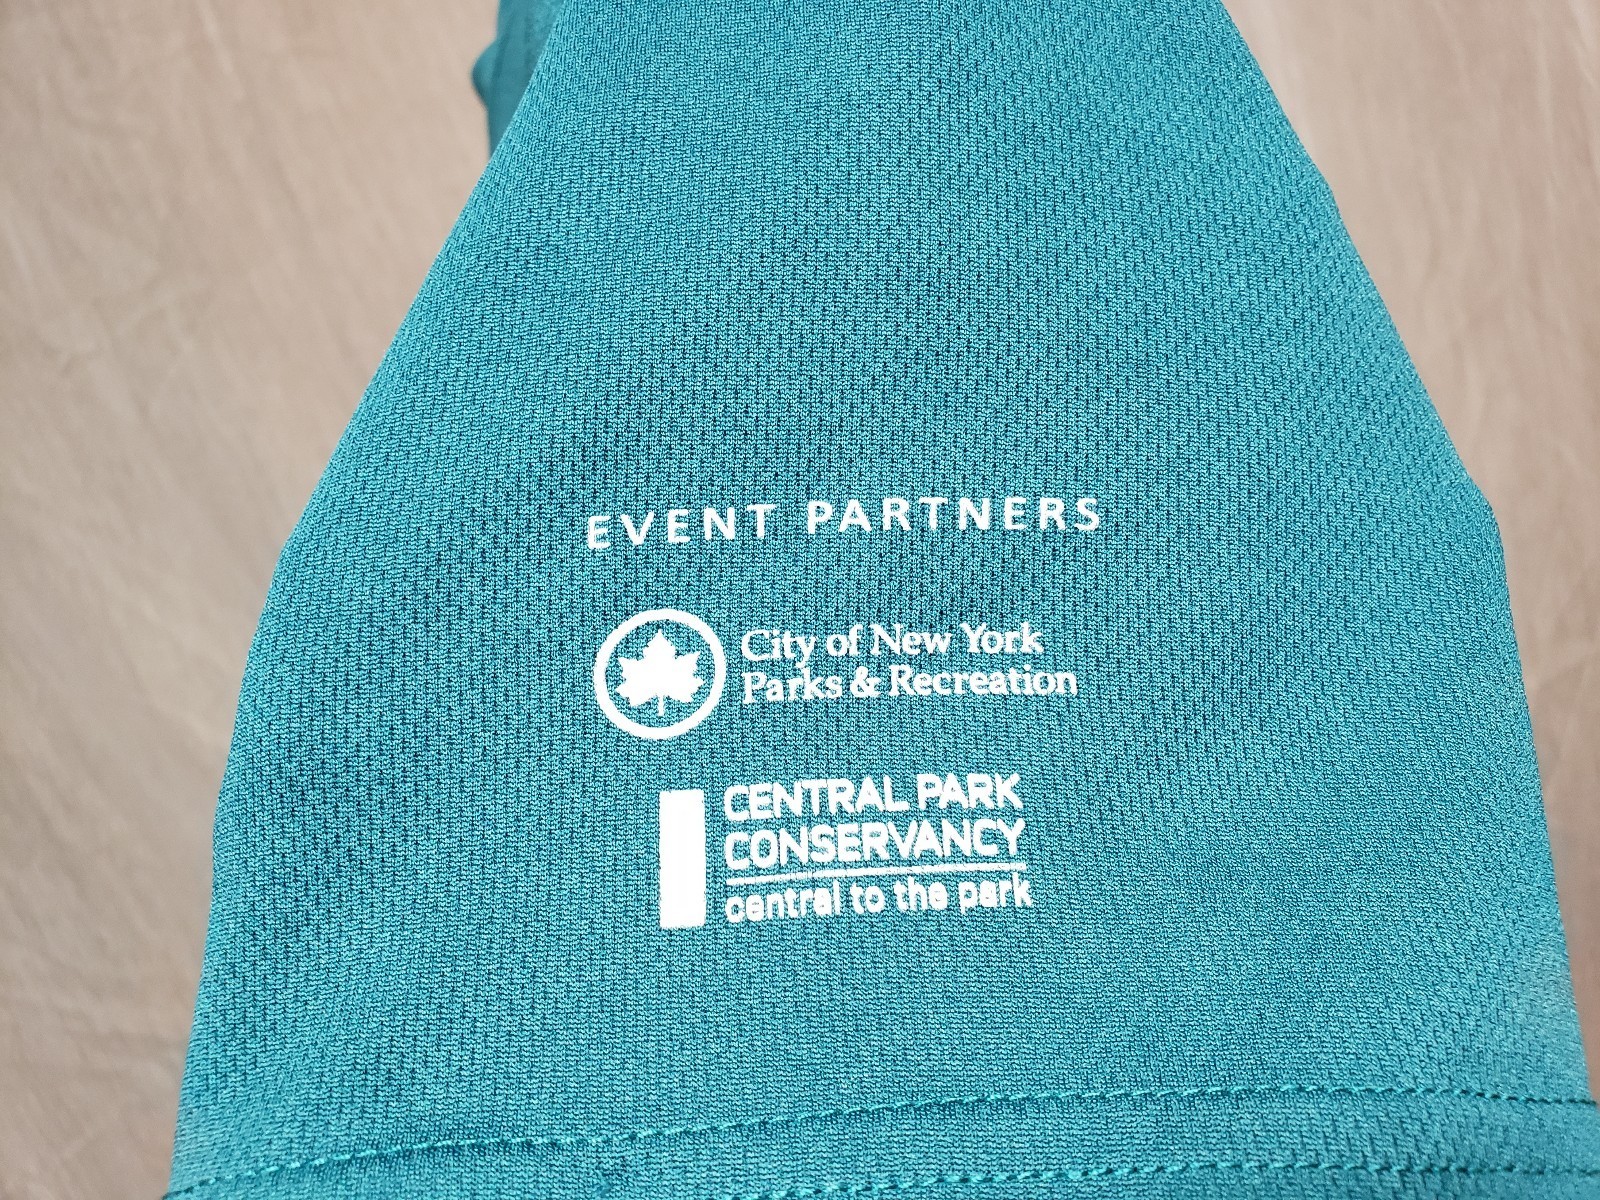 EVENT PARTNERS
City of New York
Parks & Recreation
CENTRAL PARK
CONSERVANCY
central to the park